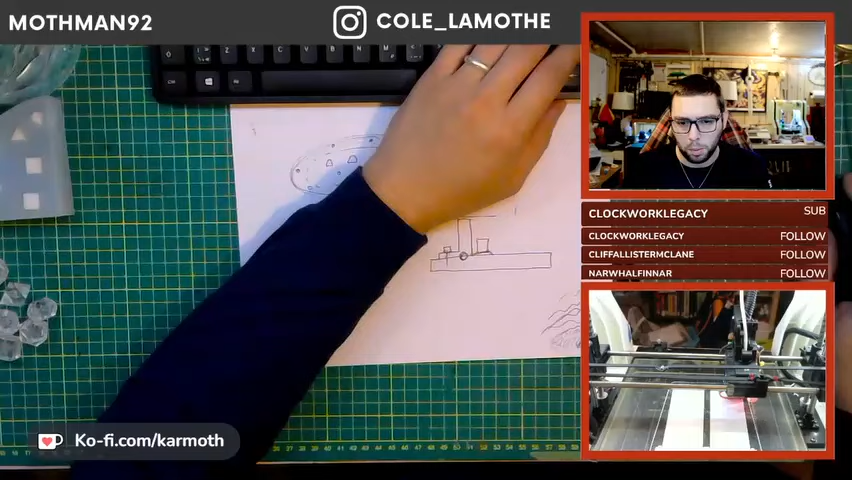 MOTHMAN92
COLE_LAMOTHE
CLOCKWORKLEGACY SUB
CLOCKWORKLEGACY FOLLOW
CLIFFALLISTERMCLANE FOLLOW
NARWHALFINNAR FOLLOW
Ko-fi.com/karmoth